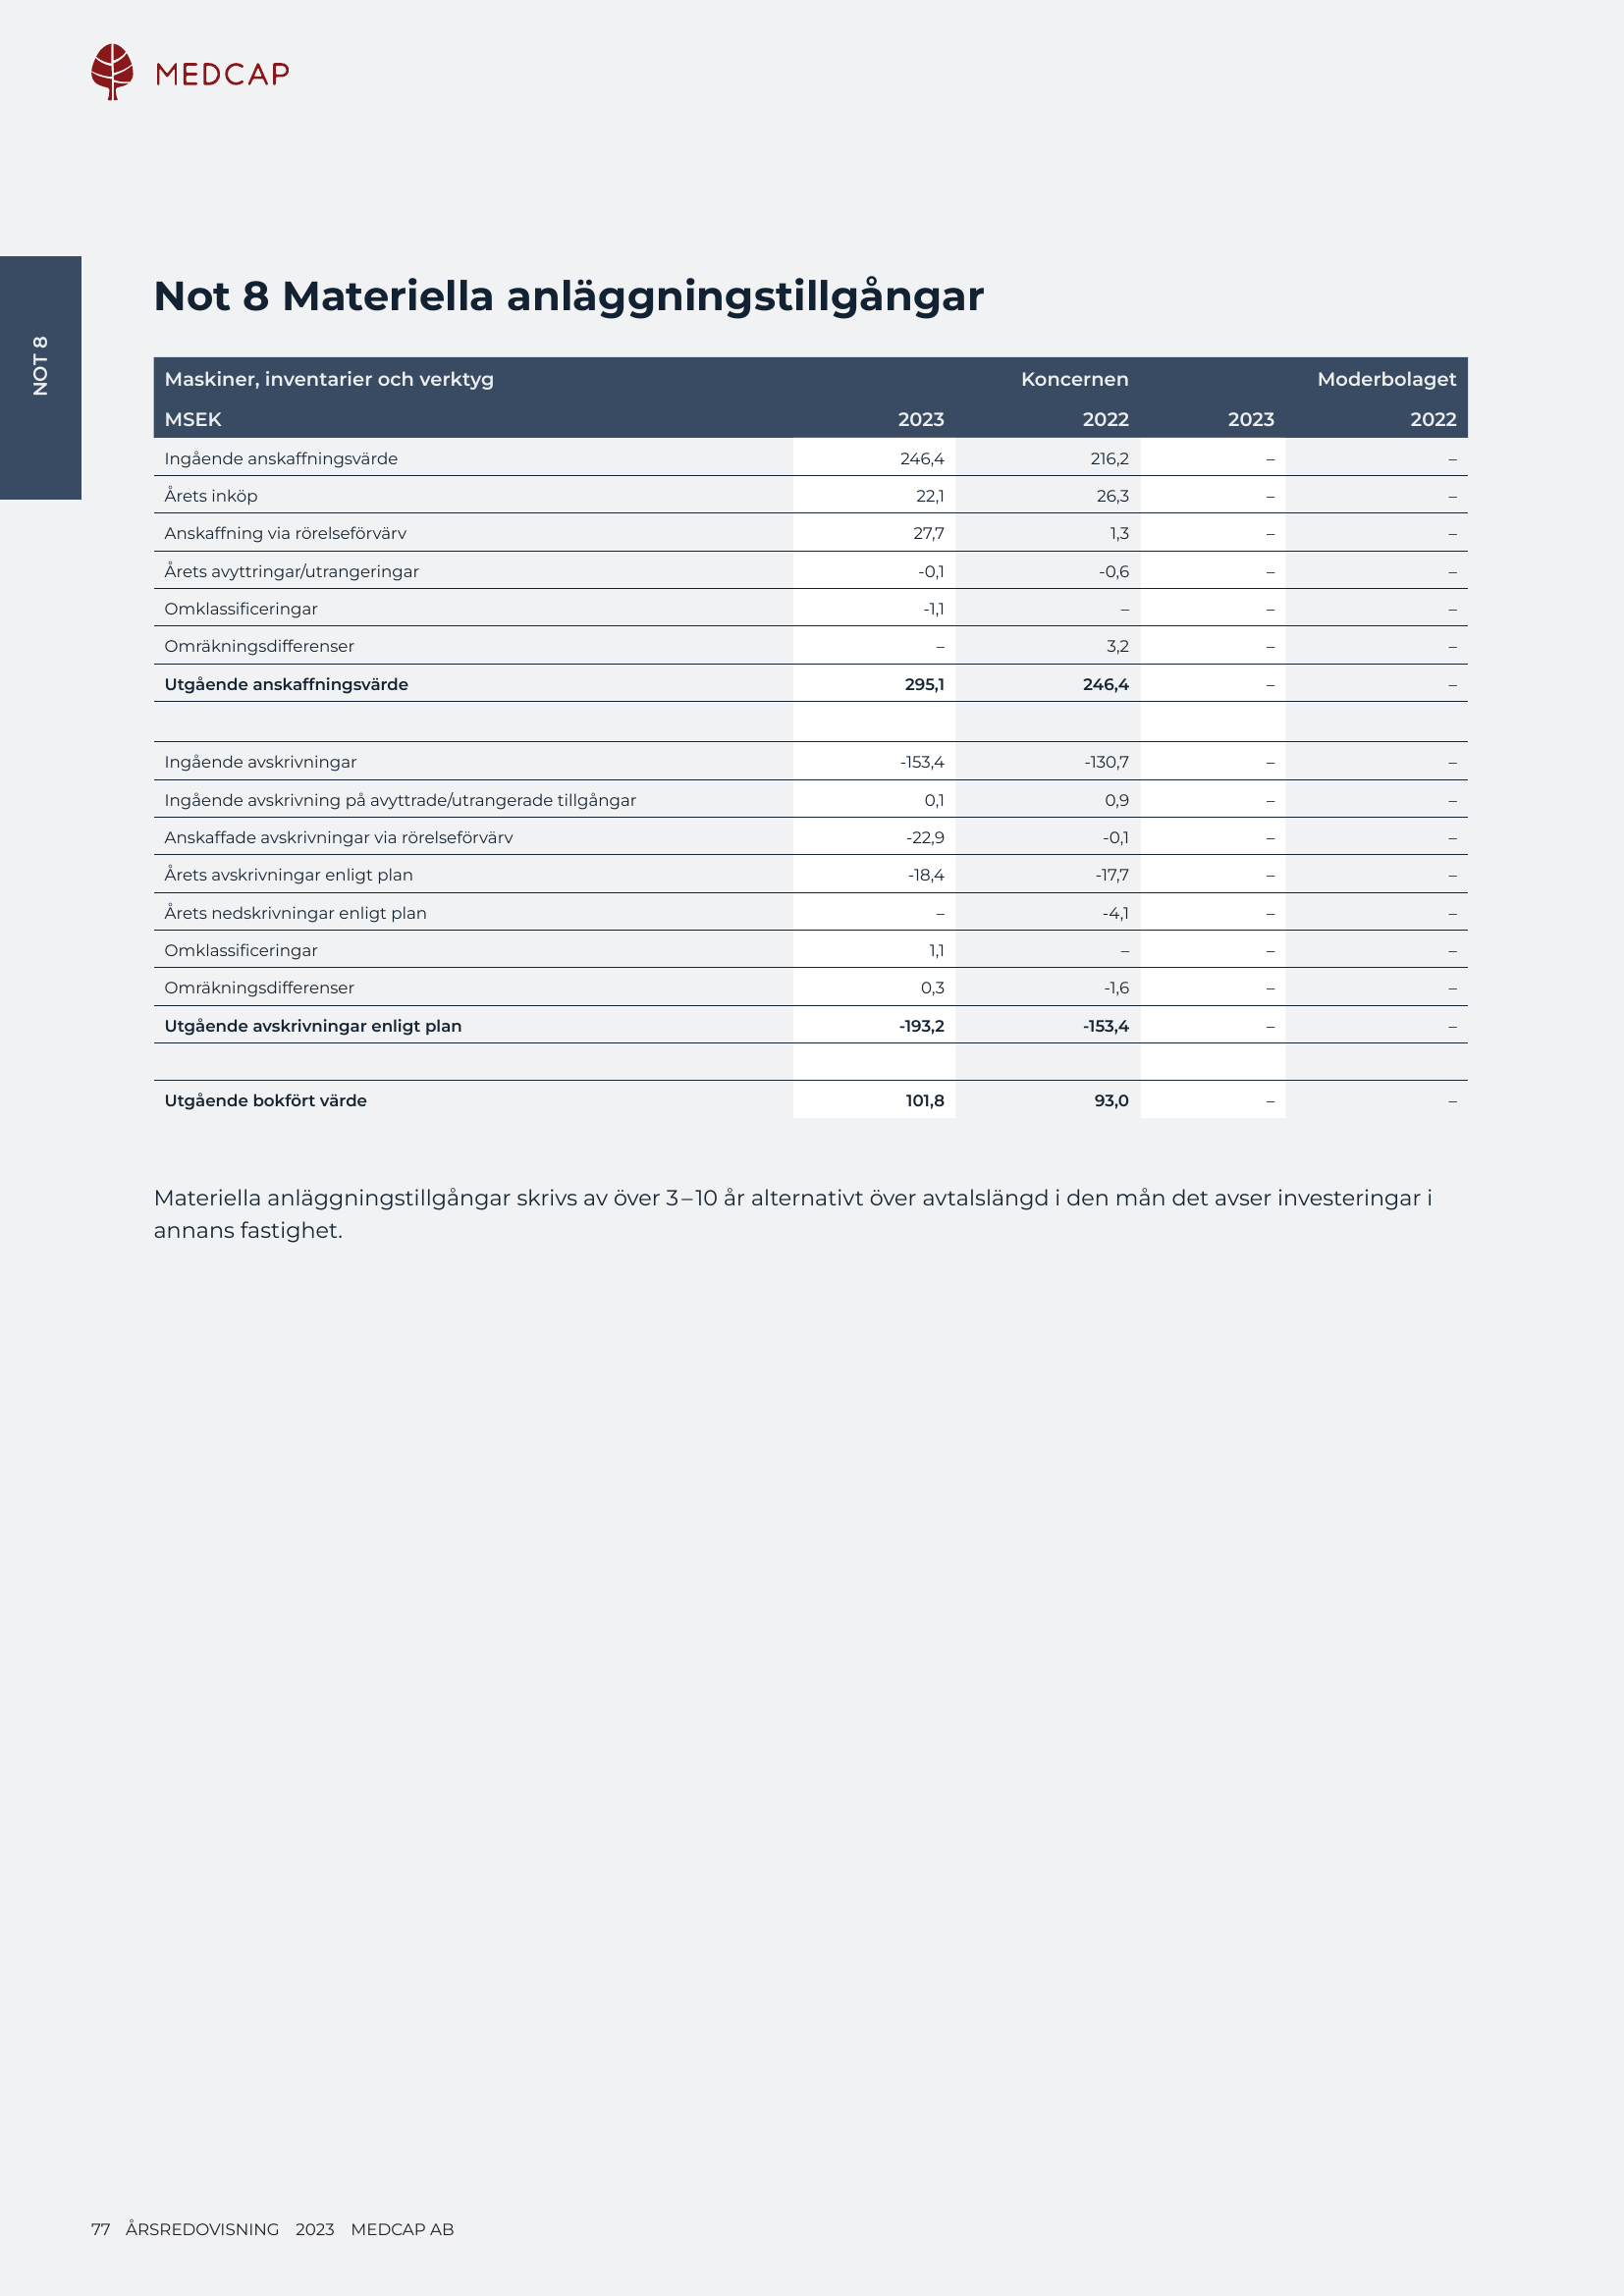 MEDCAP
NOT 8
Not 8 Materiella anläggningstillgångar
Maskiner, inventarier och verktyg Koncernen Moderbolaget
MSEK 2023 2022 2023 2022
Ingående anskaffningsvärde 246,4 216,2 – –
Årets inköp 22,1 26,3 – –
Anskaffning via rörelseförvärv 27,7 1,3 – –
Årets avyttringar/utrangeringar -0,1 -0,6 – –
Omklassificeringar -1,1 – – –
Omräkningsdifferenser – 3,2 – –
Utgående anskaffningsvärde 295,1 246,4 – –
Ingående avskrivningar -153,4 -130,7 – –
Ingående avskrivning på avyttrade/utrangerade tillgångar 0,1 0,9 – –
Anskaffade avskrivningar via rörelseförvärv -22,9 -0,1 – –
Årets avskrivningar enligt plan -18,4 -17,7 – –
Årets nedskrivningar enligt plan – -4,1 – –
Omklassificeringar 1,1 – – –
Omräkningsdifferenser 0,3 -1,6 – –
Utgående avskrivningar enligt plan -193,2 -153,4 – –
Utgående bokfört värde 101,8 93,0 – –
Materiella anläggningstillgångar skrivs av över 3–10 år alternativt över avtalslängd i den mån det avser investeringar i
annans fastighet.
77 ÅRSREDOVISNING 2023 MEDCAP AB